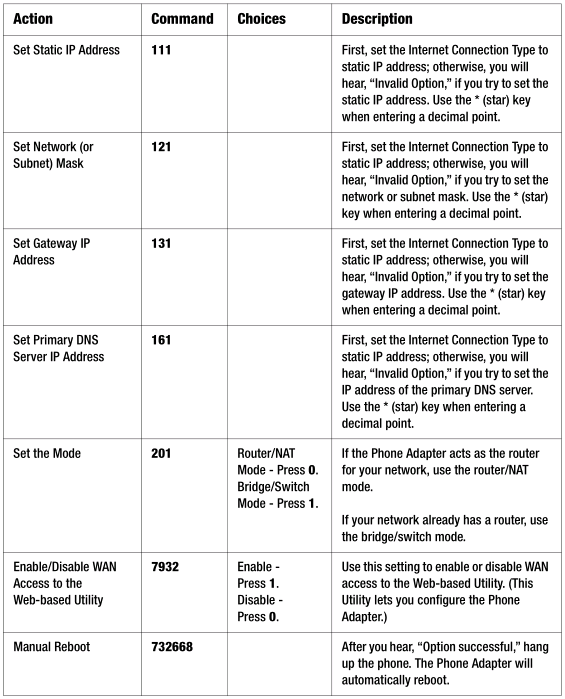 Action Command Choices Description
Set Static IP Address 111 First, set the Internet Connection Type to
static IP address; otherwise, you will
hear, “Invalid Option,” if you try to set the
static IP address. Use the * (star) key
when entering a decimal point.
Set Network (or
Subnet) Mask
121
First, set the Internet Connection Type to
static IP address; otherwise, you will
hear, “Invalid Option,” if you try to set the
network or subnet mask. Use the * (star)
key when entering a decimal point.
Set Gateway IP
Address
131
First, set the Internet Connection Type to
static IP address; otherwise, you will
hear, “Invalid Option,” if you try to set the
gateway IP address. Use the * (star) key
when entering a decimal point.
Set Primary DNS
Server IP Address
161
First, set the Internet Connection Type to
static IP address; otherwise, you will
hear, “Invalid Option,” if you try to set the
IP address of the primary DNS server.
Use the * (star) key when entering a
decimal point.
Set the Mode
201
Router/NAT
Mode - Press 0.
Bridge/Switch
Mode - Press 1.
If the Phone Adapter acts as the router
for your network, use the router/NAT
mode.
If your network already has a router, use
the bridge/switch mode.
Enable/Disable WAN
Access to the
Web-based Utility
7932
Enable -
Press 1.
Disable -
Press 0.
Use this setting to enable or disable WAN
access to the Web-based Utility. (This
Utility lets you configure the Phone
Adapter.)
Manual Reboot
732668
After you hear, “Option successful,” hang
up the phone. The Phone Adapter will
automatically reboot.